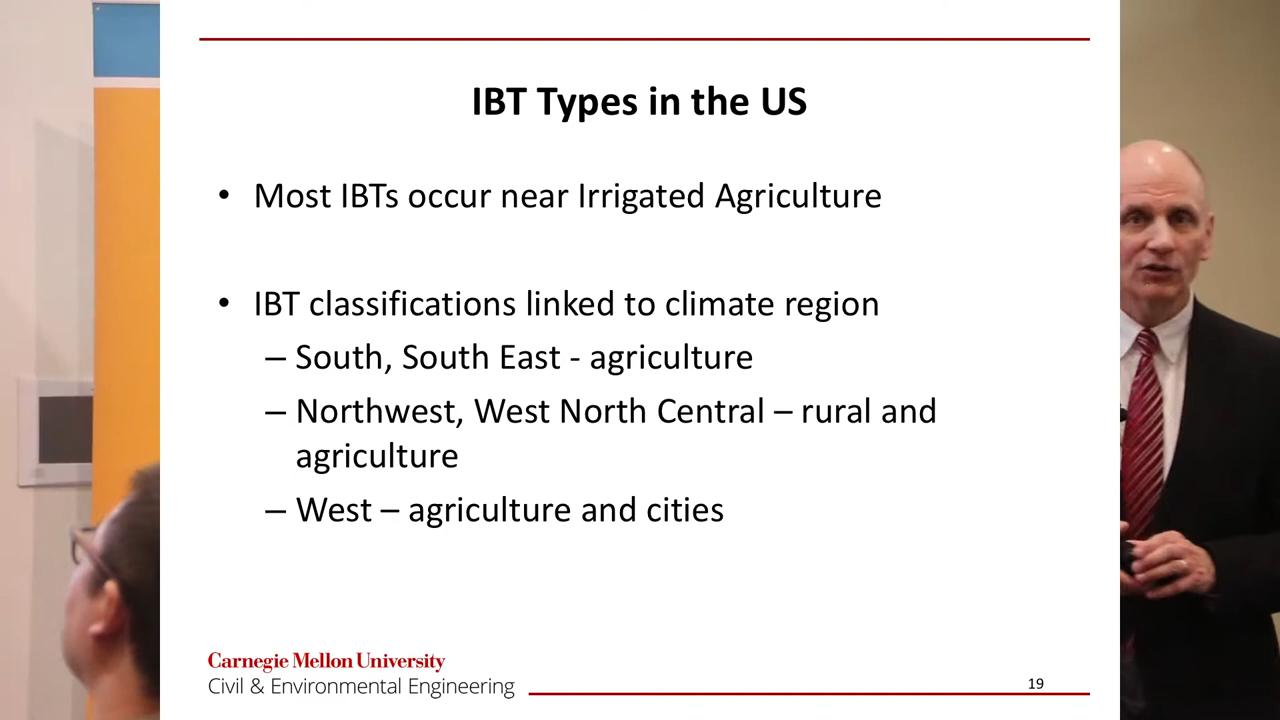 IBT Types in the US
• Most IBTs occur near Irrigated Agriculture
• IBT classifications linked to climate region
– South, South East - agriculture
– Northwest, West North Central – rural and
agriculture
– West – agriculture and cities
Carnegie Mellon University
Civil & Environmental Engineering
19